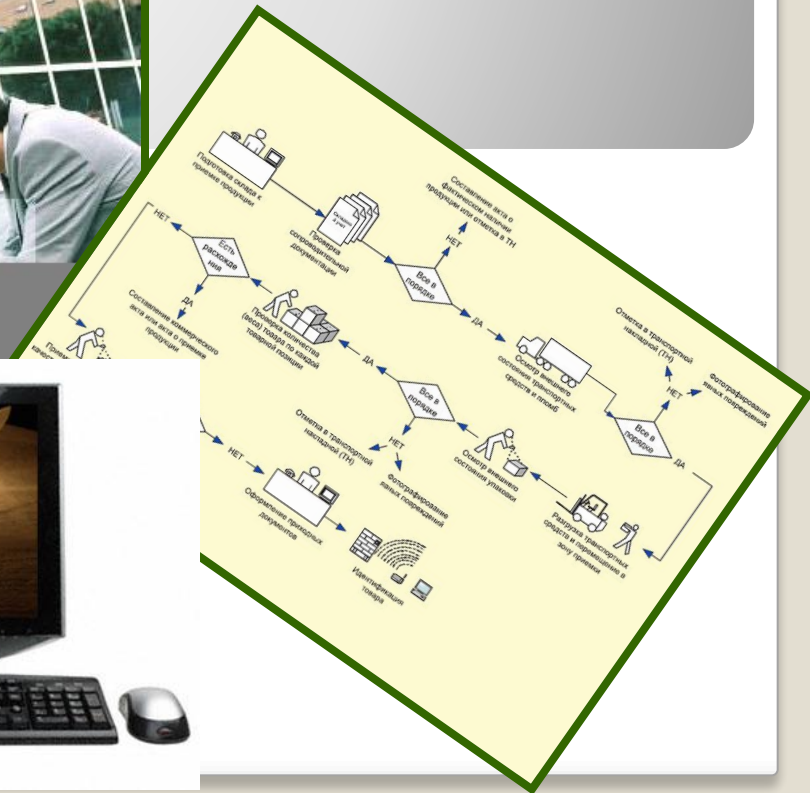 Подготовка склада к
приемке продукции
Проверка
сопроводительной
документации
Все в
порядке
НЕТ
Составление акта о
фактическом наличии
продукции или отметка в ТН
ДА
Осмотр внешнего
состояния транспортных
средств и пломб
Все в
порядке
НЕТ
Отметка в транспортной
накладной (ТН)
Фотографирование
явных повреждений
ДА
Разгрузка транспортных
средств и перемещение в
зону приемки
Осмотр внешнего
состояния упаковки
Все в
порядке
НЕТ
Отметка в транспортной
накладной (ТН)
Фотографирование
явных повреждений
ДА
Проверка количества
(веса) товара по каждой
товарной позиции
Есть
расхожде
ния
ДА
Составление коммерческого
акта или акта о приемке
продукции
НЕТ
НЕТ
Оформление приходных
документов
Идентификация
товара